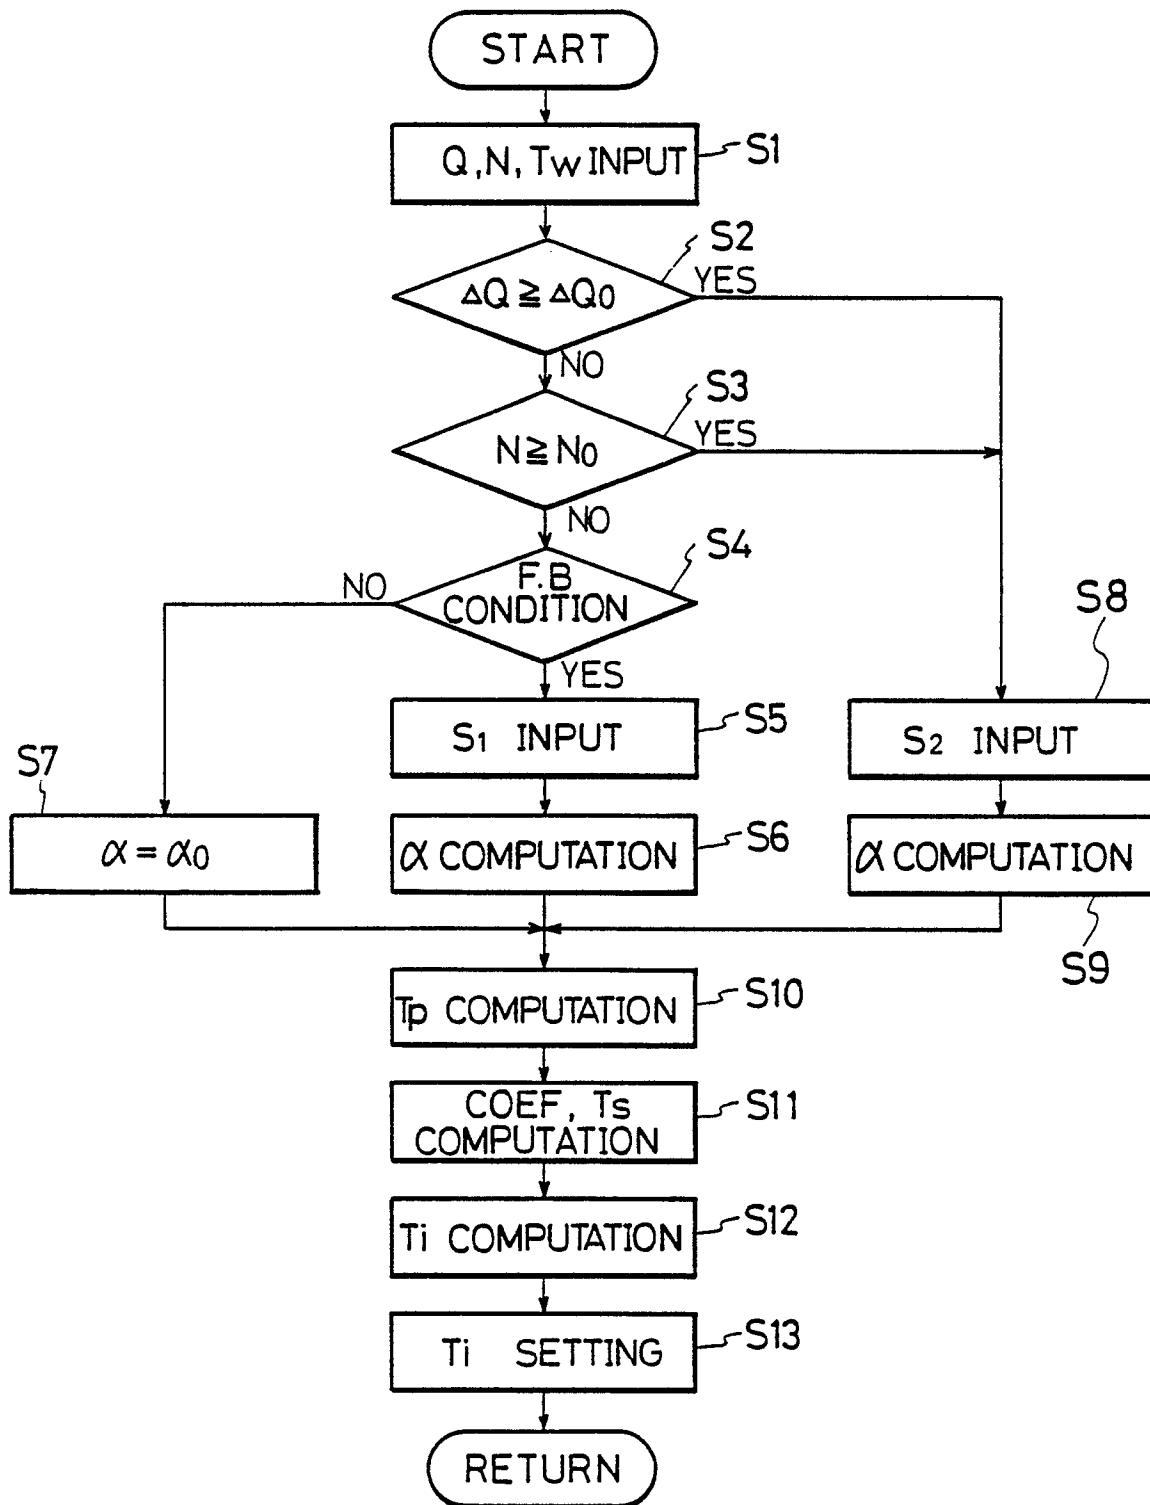 START
Q, N, Tw INPUT
S1
ΔQ ≧ ΔQ0
S2
YES
NO
N ≧ N0
S3
YES
NO
F.B
CONDITION
S4
NO
YES
S1 INPUT
S5
S2 INPUT
S8
S7
α = α0
α COMPUTATION
S6
α COMPUTATION
S9
Tp COMPUTATION
S10
COEF, Ts
COMPUTATION
S11
Ti COMPUTATION
S12
Ti SETTING
S13
RETURN